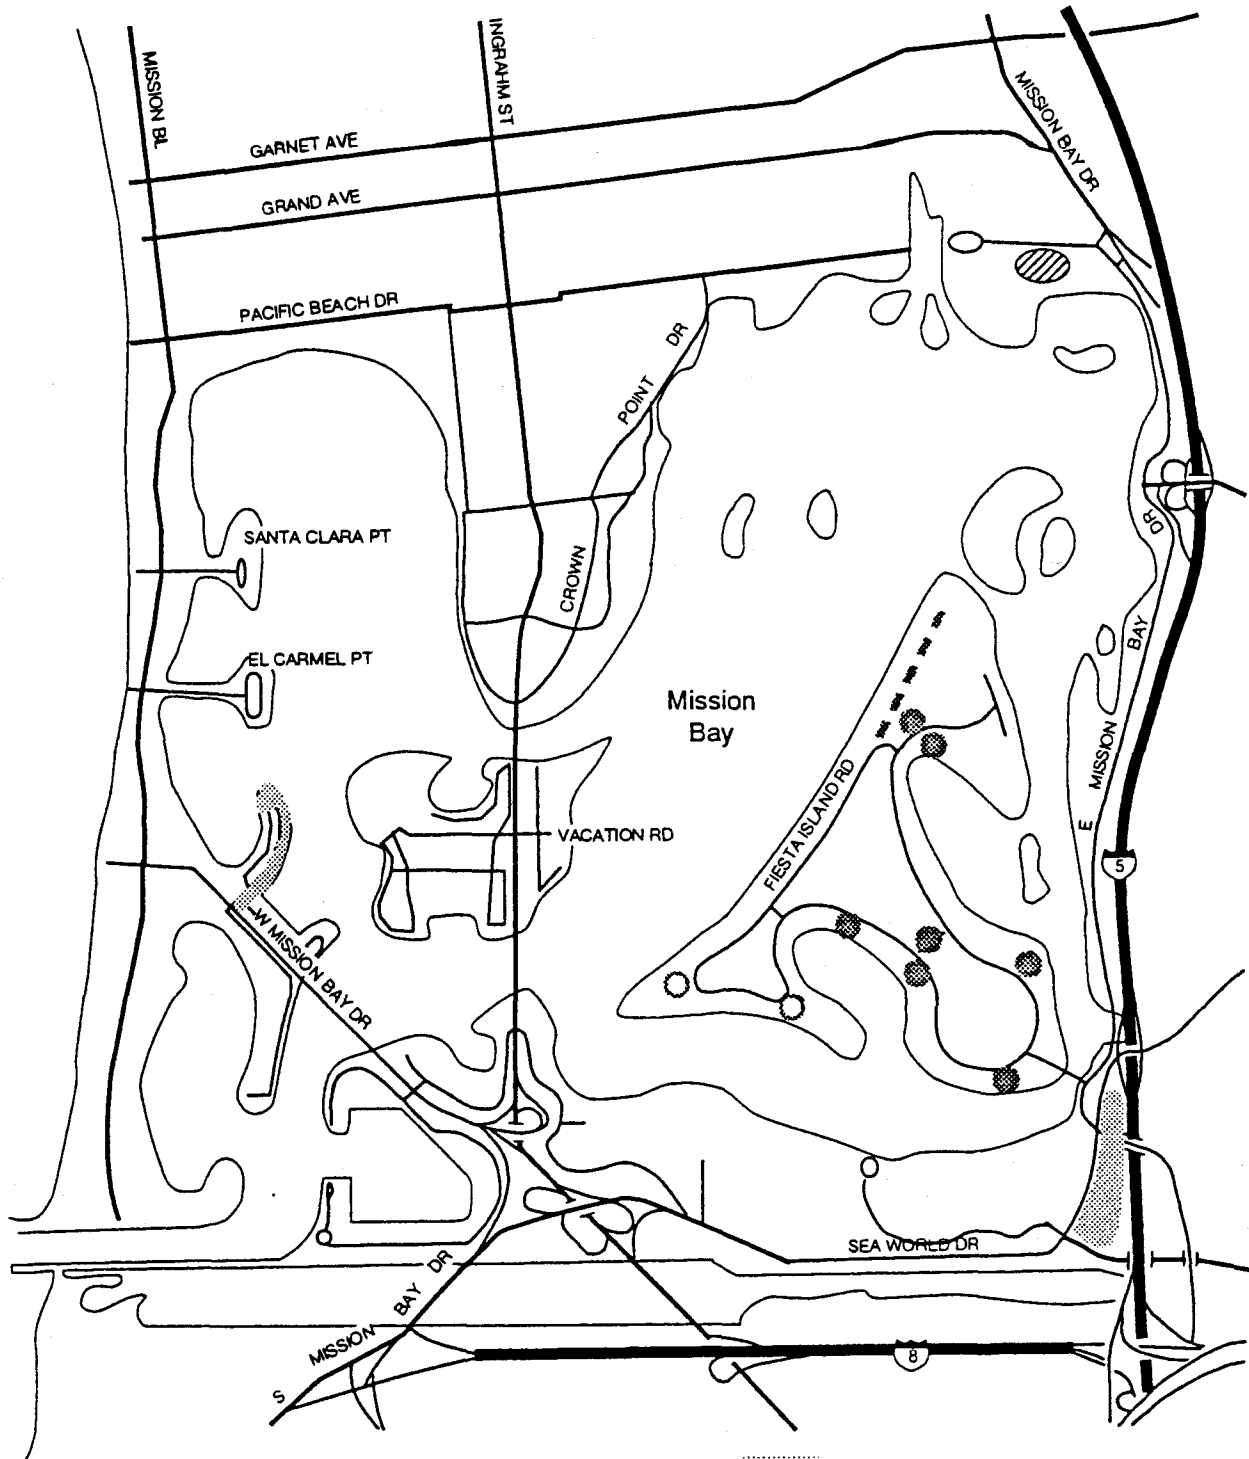 MISSION BL
INGRAHM ST
MISSION BAY DR
GARNET AVE
GRAND AVE
PACIFIC BEACH DR
POINT DR
CROWN
SANTA CLARA PT
EL CARMEL PT
DR
BAY
MISSION
E
Mission
Bay
VACATION RD
FIESTA ISLAND RD
5
W MISSION BAY DR
SEA WORLD DR
S MISSION BAY DR
8